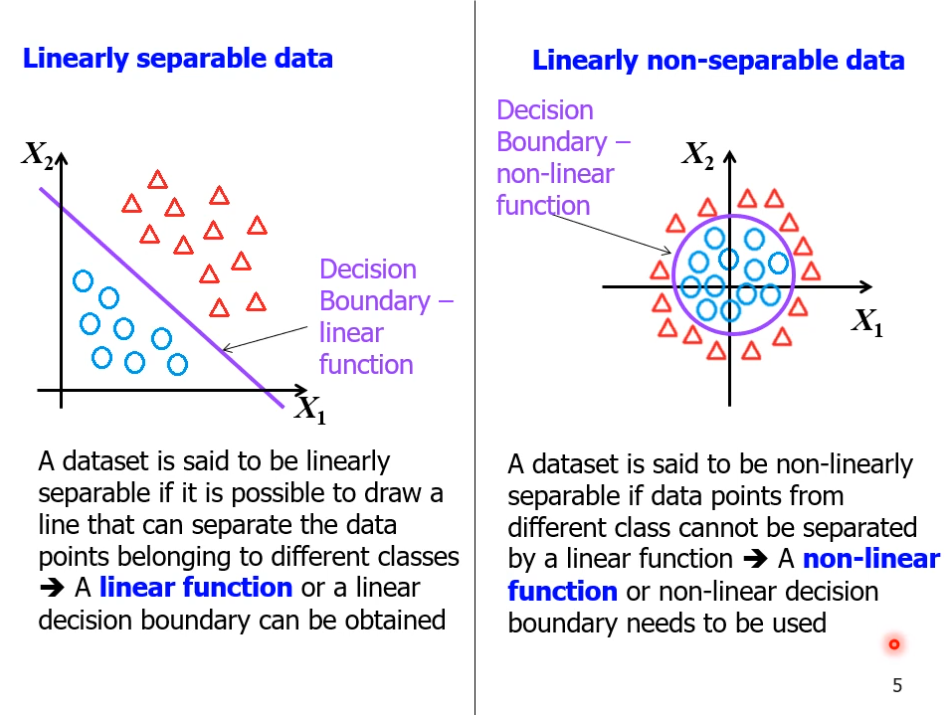 Linearly separable data
X₂
Decision
Boundary –
linear
function
X₁
A dataset is said to be linearly
separable if it is possible to draw a
line that can separate the data
points belonging to different classes
➔ A linear function or a linear
decision boundary can be obtained
Linearly non-separable data
Decision
Boundary –
non-linear
function
X₂
X₁
A dataset is said to be non-linearly
separable if data points from
different class cannot be separated
by a linear function ➔ A non-linear
function or non-linear decision
boundary needs to be used
5